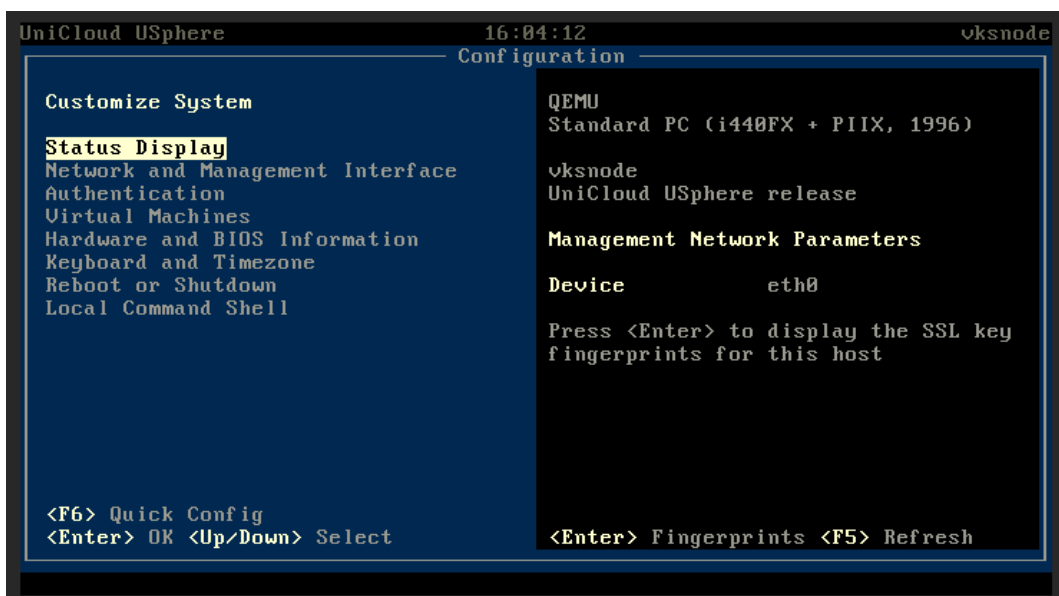 UniCloud USphere 16:04:12 vksnode
Configuration
Customize System
Status Display
Network and Management Interface
Authentication
Virtual Machines
Hardware and BIOS Information
Keyboard and Timezone
Reboot or Shutdown
Local Command Shell
<F6> Quick Config
<Enter> OK <Up/Down> Select
QEMU
Standard PC (i440FX + PIIX, 1996)
vksnode
UniCloud USphere release
Management Network Parameters
Device eth0
Press <Enter> to display the SSL key
fingerprints for this host
<Enter> Fingerprints <F5> Refresh